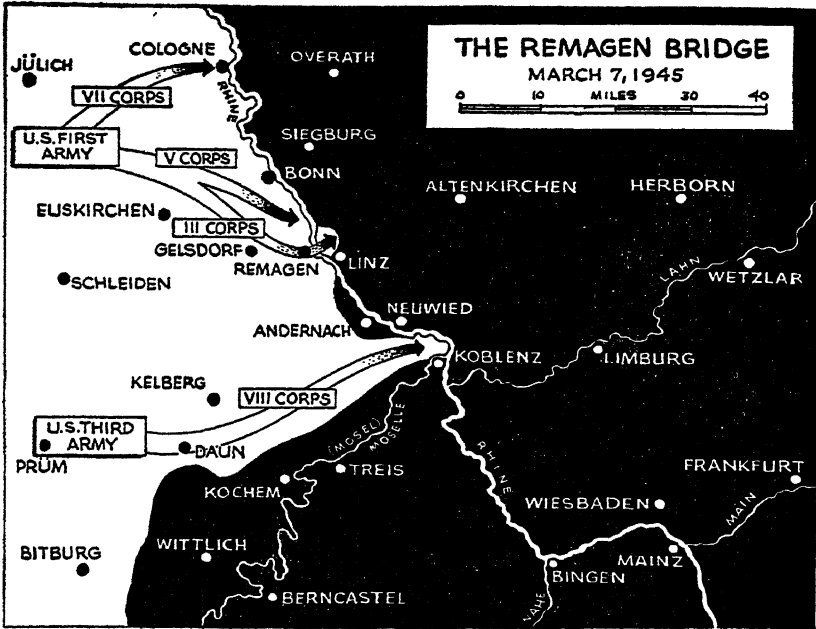 THE REMAGEN BRIDGE
MARCH 7, 1945
0 10 MILES 30 40
COLOGNE
OVERATH
JÜLICH
VII CORPS
RHINE
U.S. FIRST
ARMY
SIEGBURG
V CORPS
BONN
ALTENKIRCHEN
HERBORN
EUSKIRCHEN
III CORPS
GELSDORF
REMAGEN
LINZ
LAHN
WETZLAR
SCHLEIDEN
NEUWIED
ANDERNACH
KOBLENZ
LIMBURG
KELBERG
VIII CORPS
U.S. THIRD
ARMY
(MOSEL)
MOSELLE
PRÜM
DAUN
RHINE
TREIS
FRANKFURT
KOCHEM
WIESBADEN
MAIN
WITTLICH
BITBURG
MAINZ
BINGEN
BERNCASTEL
NAHE